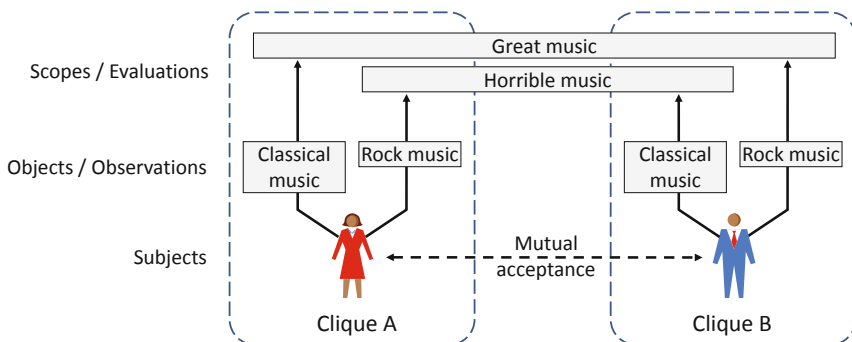 Great music
Scopes / Evaluations
Horrible music
Objects / Observations
Classical
music
Rock music
Classical
music
Rock music
Subjects
Mutual
acceptance
Clique A
Clique B